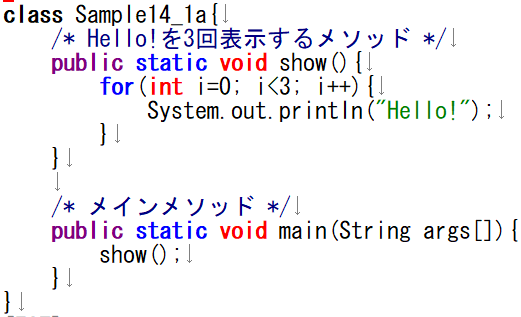 class Sample14_1a{↓
/* Hello!を3回表示するメソッド */↓
public static void show(){↓
for(int i=0; i<3; i++){↓
System.out.println("Hello!");↓
}↓
}↓
↓
/* メインメソッド */↓
public static void main(String args[]){
show();↓
}↓
}↓